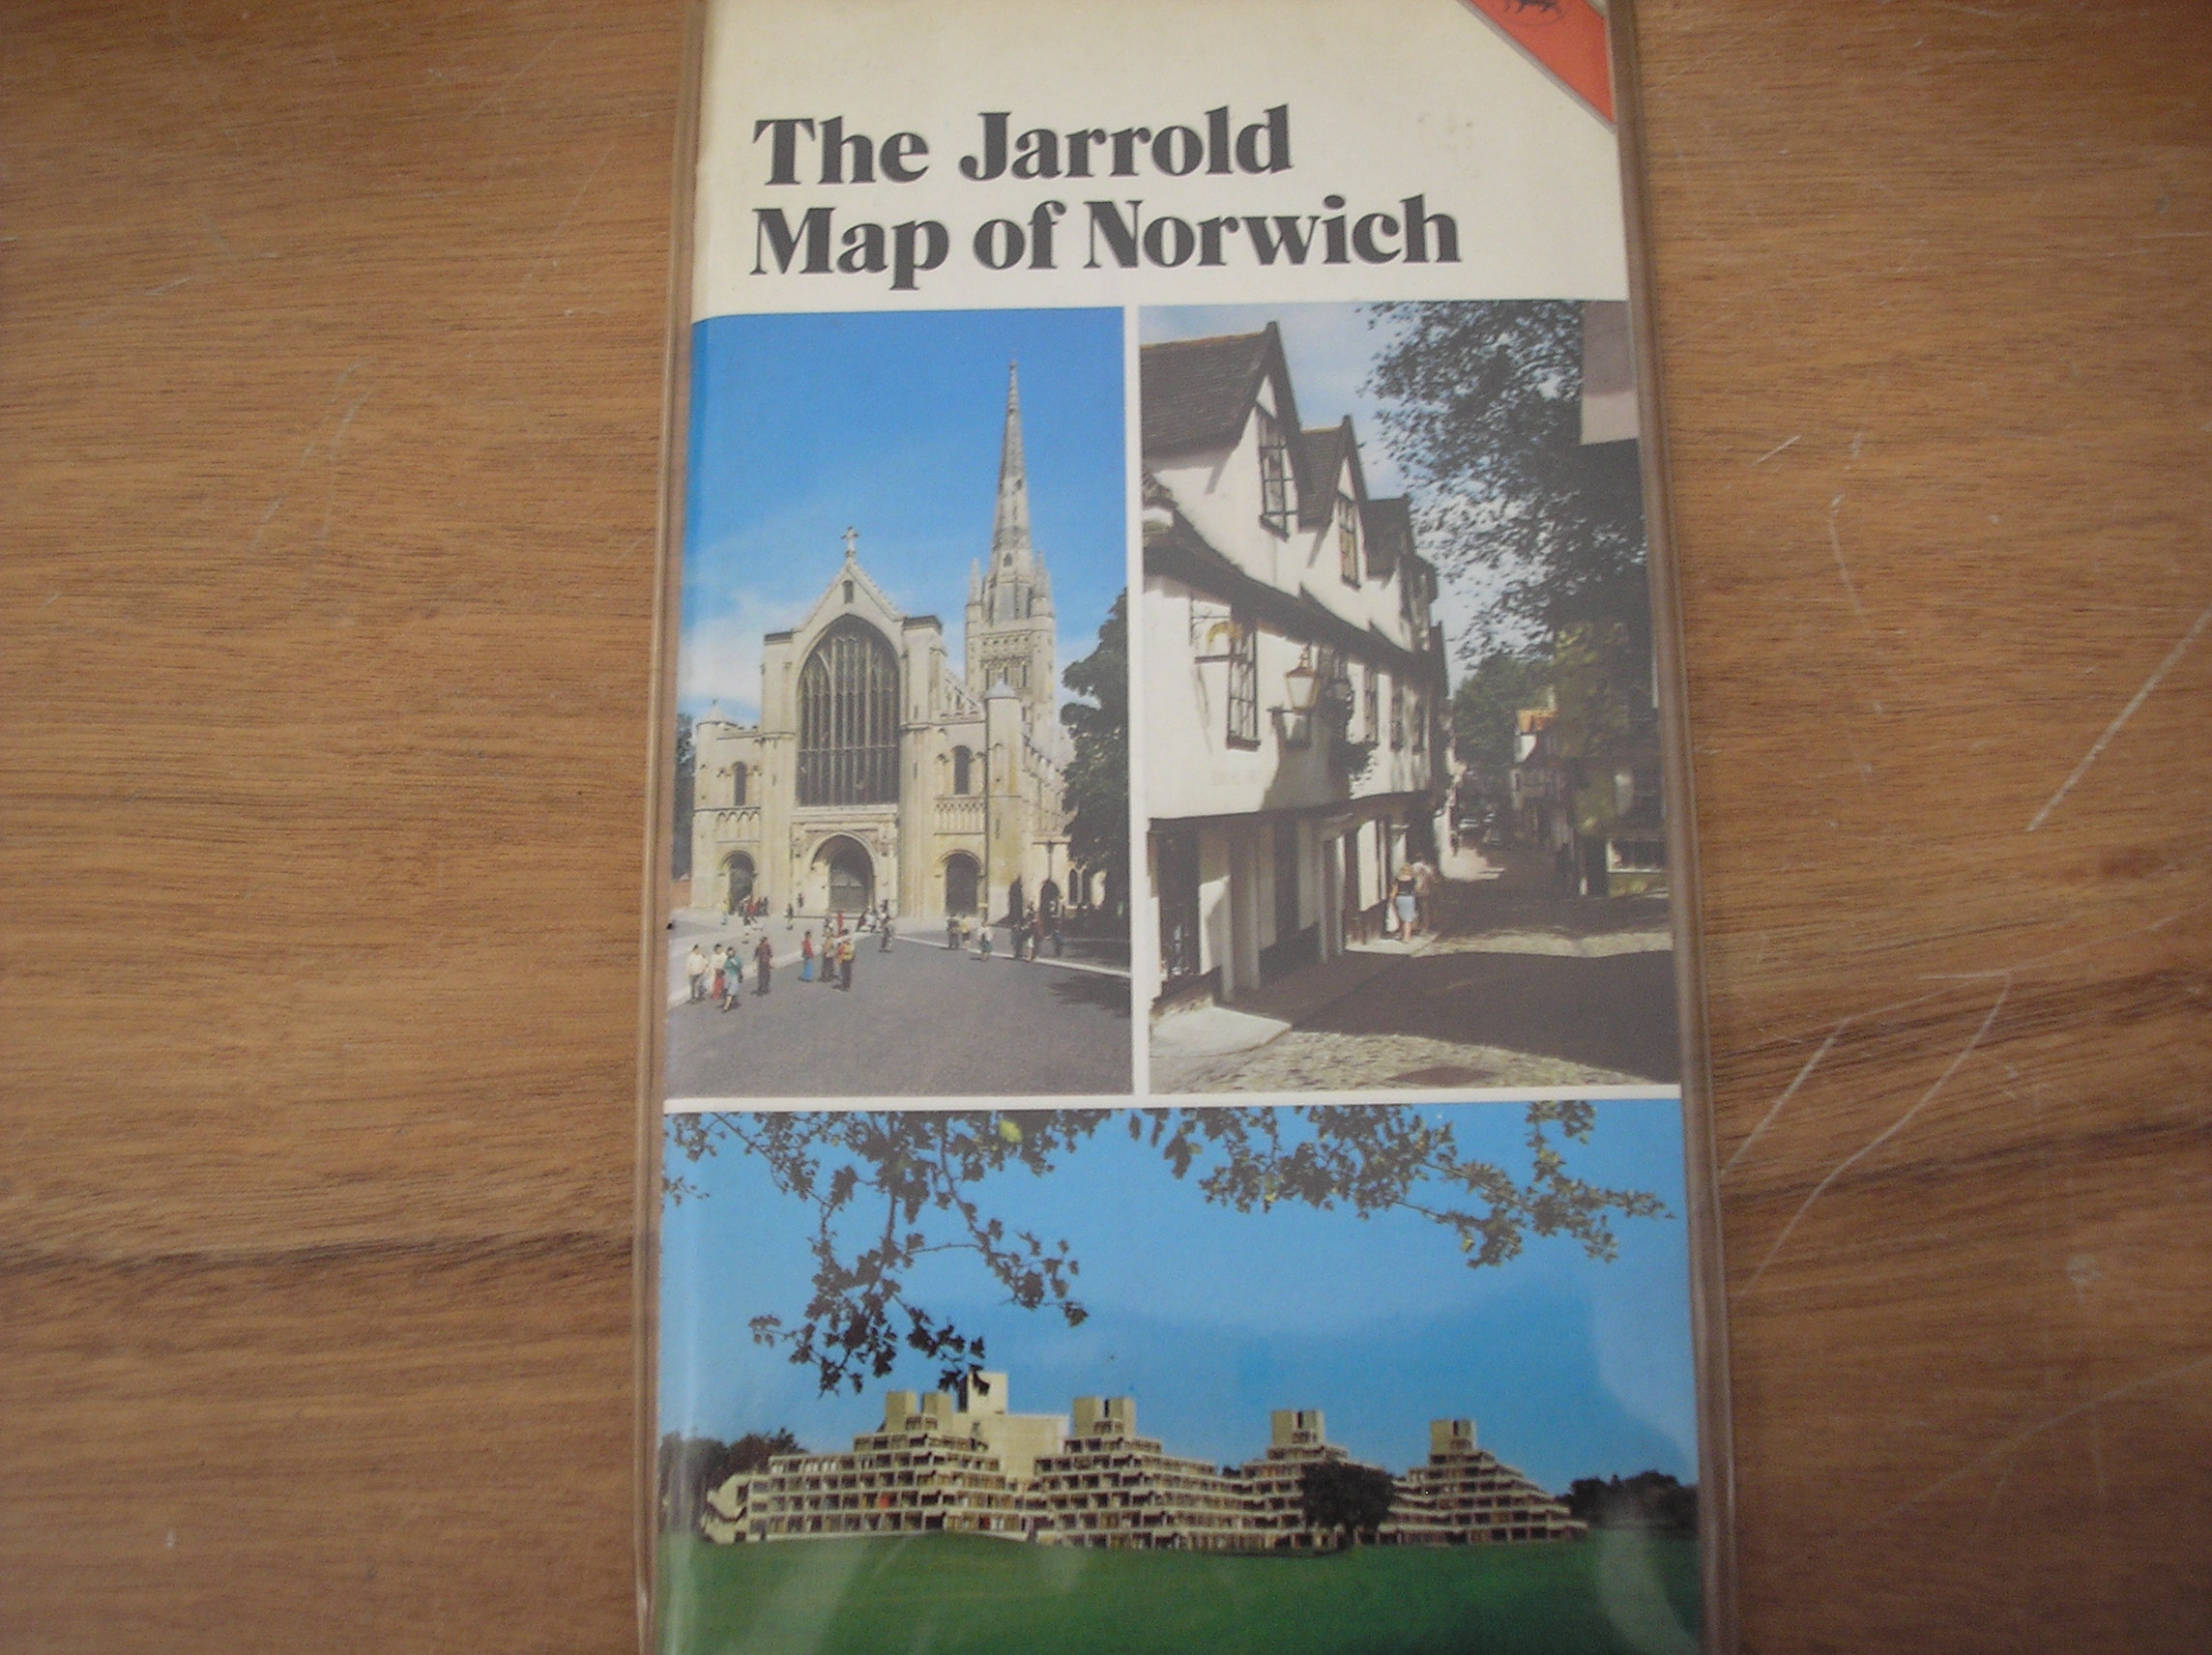 The Jarrold
Map of Norwich